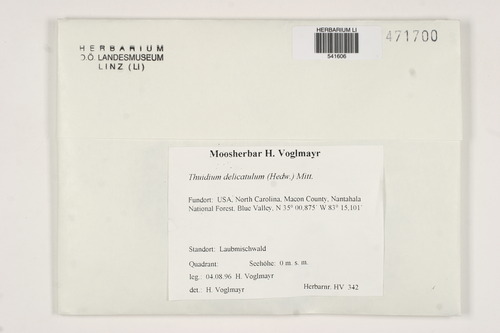 HERBARIUM
O.Ö. LANDESMUSEUM
LINZ (LI)
HERBARIUM LI
541606
471700
Moosherbar H. Voglmayr
Thuidium delicatulum (Hedw.) Mitt.
Fundort: USA, North Carolina, Macon County, Nantahala
National Forest, Blue Valley, N 35° 00,875' W 83° 15,101'
Standort: Laubmischwald
Quadrant: Seehöhe: 0 m. s. m.
leg.: 04.08.96 H. Voglmayr
det.: H. Voglmayr Herbarnr. HV 342